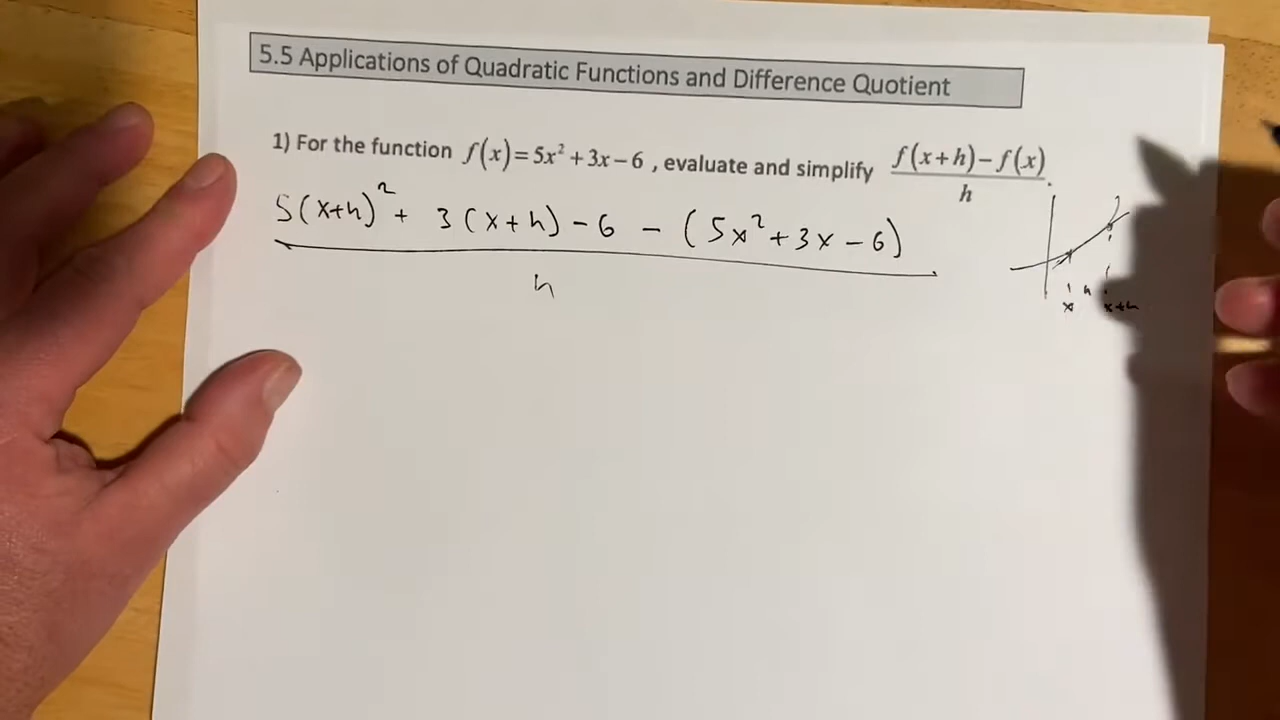 5.5 Applications of Quadratic Functions and Difference Quotient
1) For the function f(x)=5x²+3x−6 , evaluate and simplify f(x+h)−f(x) / h .
5(x+h)² + 3(x+h) − 6 − (5x²+3x−6)
h
h
x x+h